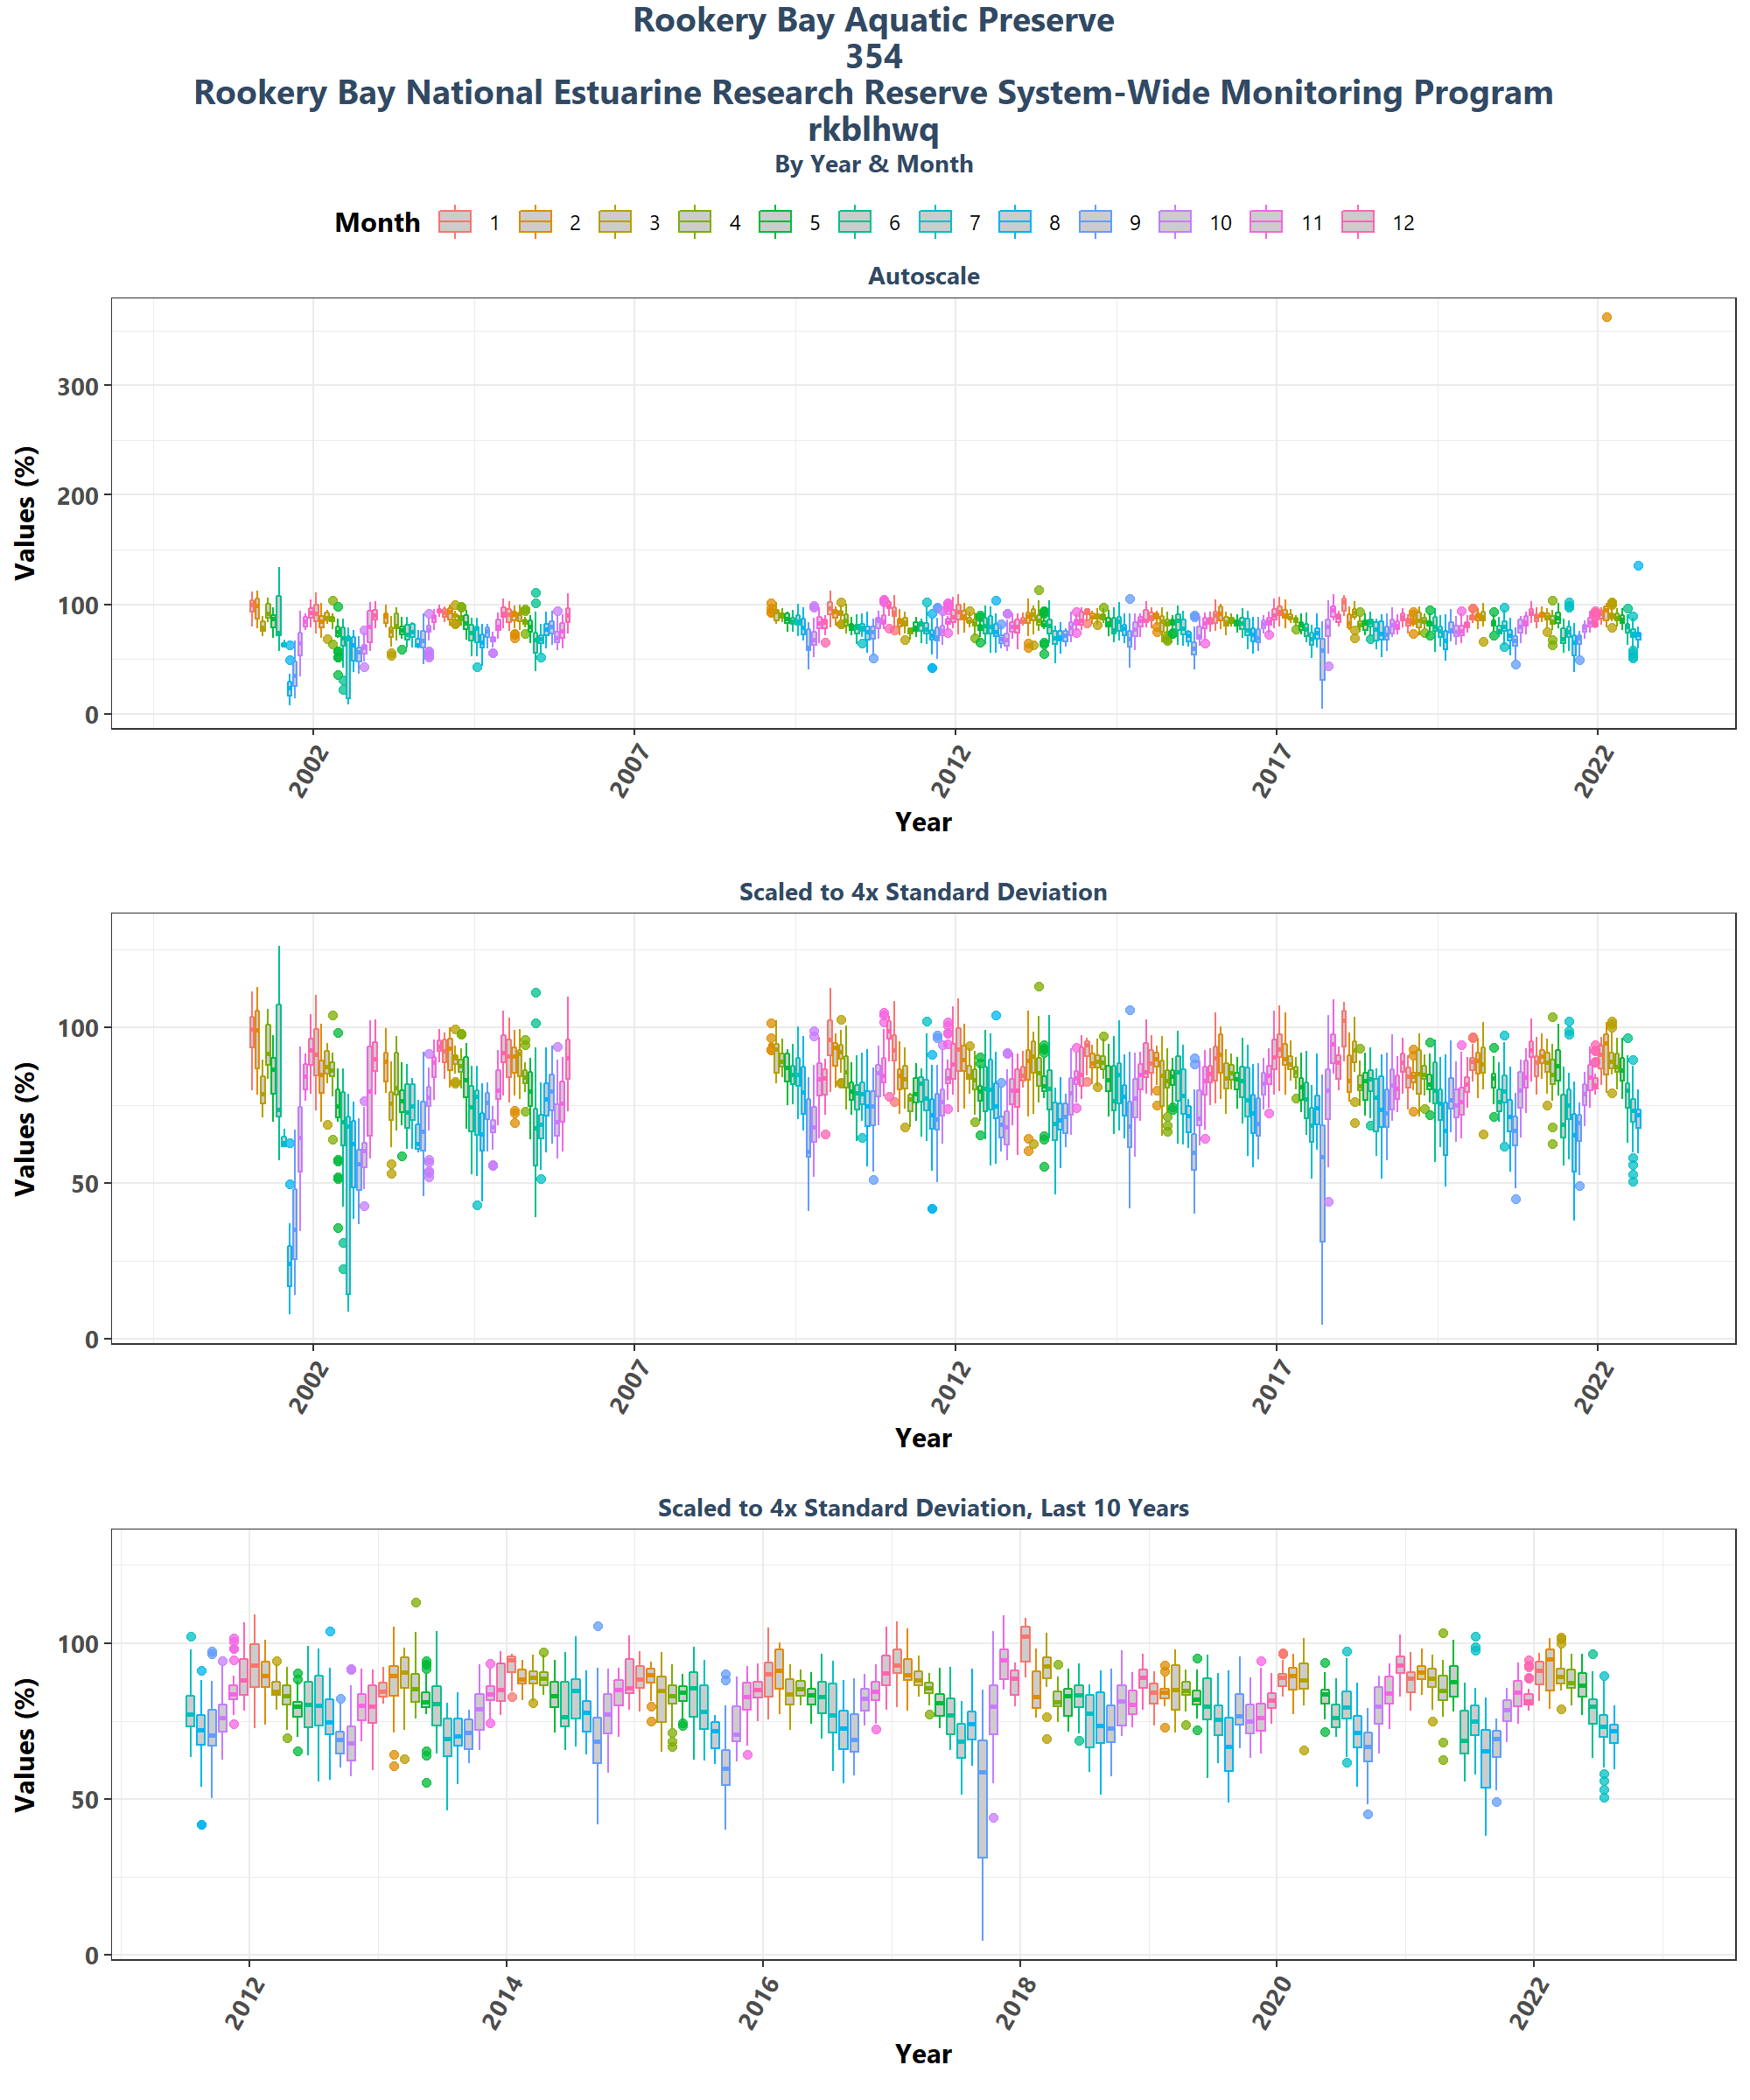 Rookery Bay Aquatic Preserve
354
Rookery Bay National Estuarine Research Reserve System-Wide Monitoring Program
rkblhwq
By Year & Month
Month 1 2 3 4 5 6 7 8 9 10 11 12
Autoscale
Values (%)
300
200
100
0
2002 2007 2012 2017 2022
Year
Scaled to 4x Standard Deviation
Values (%)
100
50
0
2002 2007 2012 2017 2022
Year
Scaled to 4x Standard Deviation, Last 10 Years
Values (%)
100
50
0
2012 2014 2016 2018 2020 2022
Year